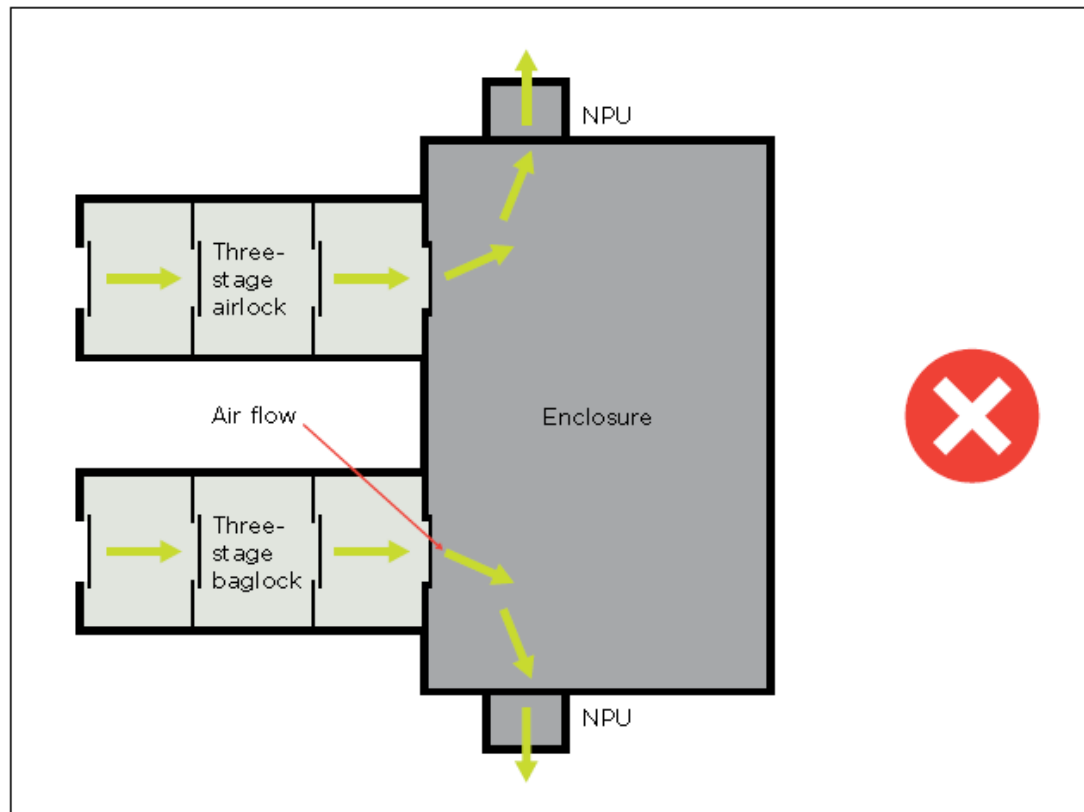 NPU
Three-
stage
airlock
Air flow
Enclosure
Three-
stage
baglock
NPU